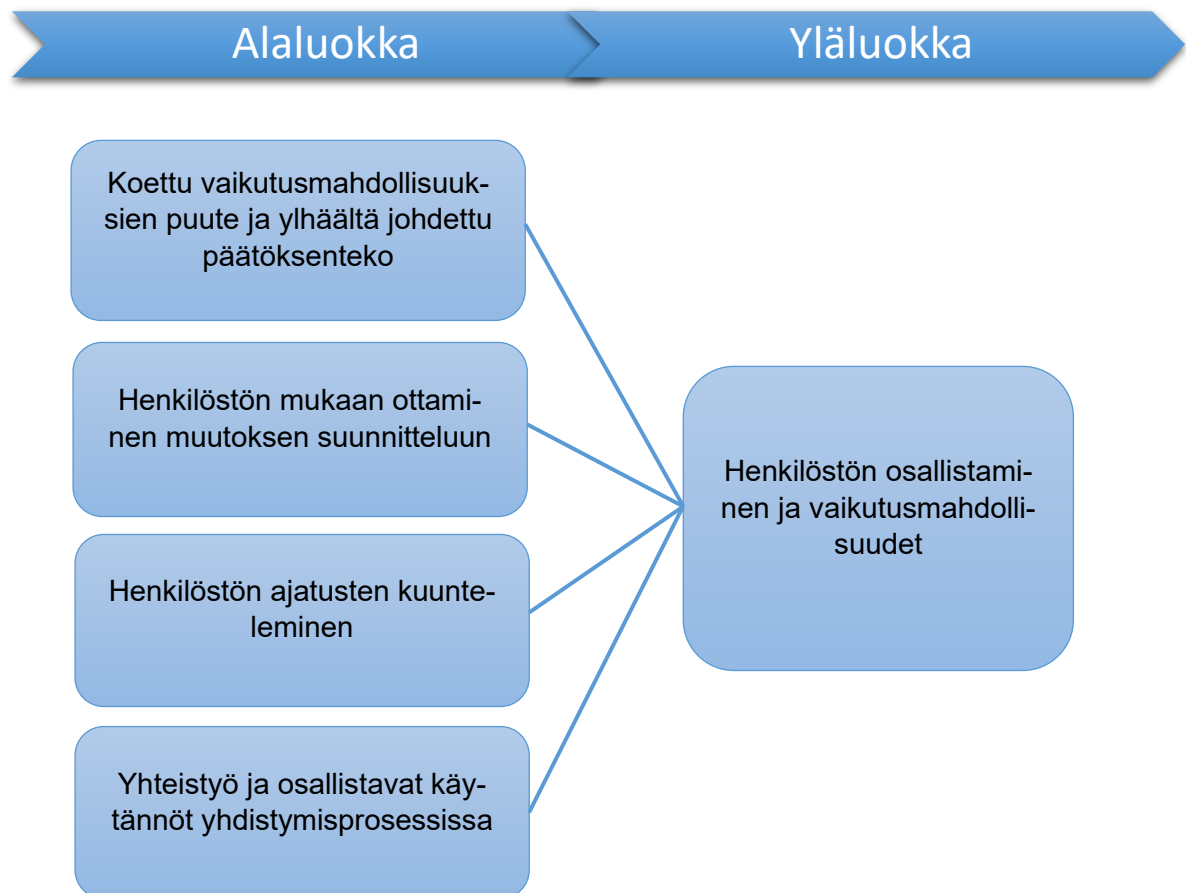 Alaluokka
Yläluokka
Koettu vaikutusmahdollisuuk-
sien puute ja ylhäältä johdettu
päätöksenteko
Henkilöstön mukaan ottami-
nen muutoksen suunnitteluun
Henkilöstön ajatusten kuunte-
leminen
Yhteistyö ja osallistavat käy-
tännöt yhdistymisprosessissa
Henkilöstön osallistami-
nen ja vaikutusmahdolli-
suudet